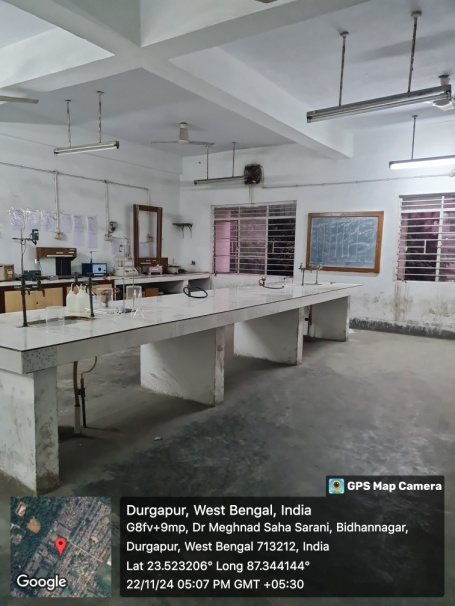 GPS Map Camera
Durgapur, West Bengal, India
G8fv+9mp, Dr Meghnad Saha Sarani, Bidhannagar,
Durgapur, West Bengal 713212, India
Lat 23.523206° Long 87.344144°
22/11/24 05:07 PM GMT +05:30
Google